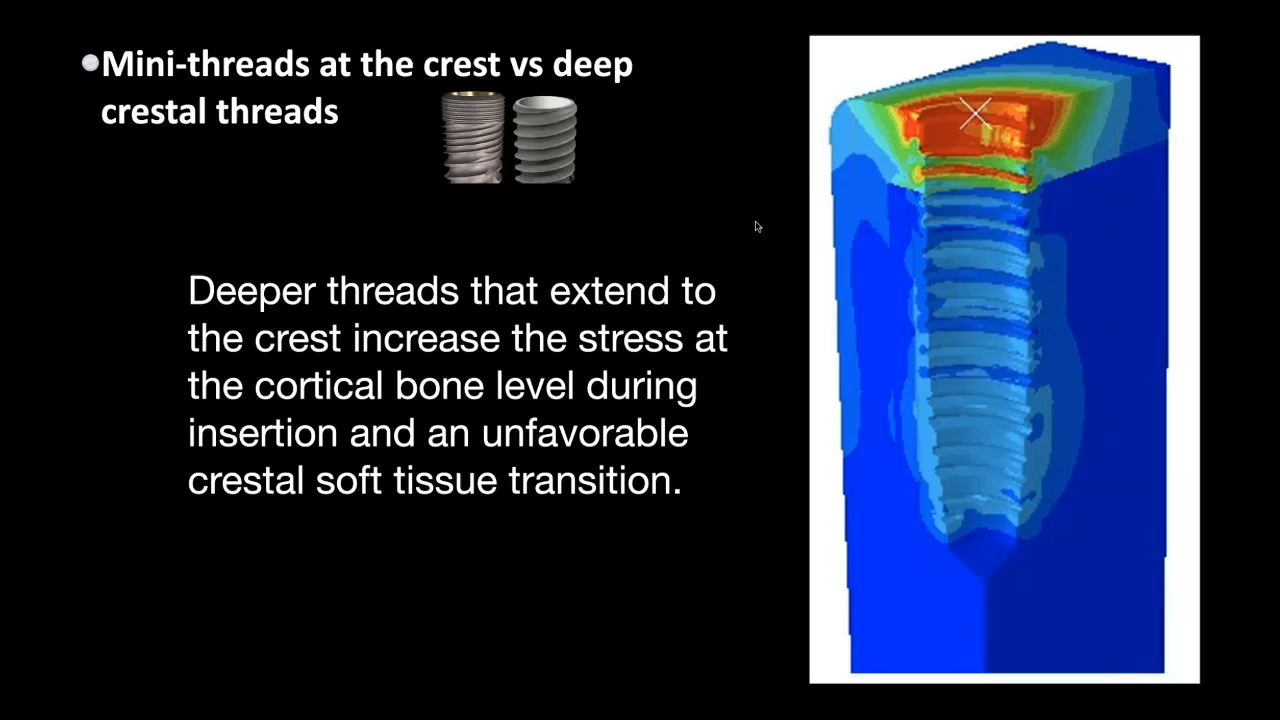 Mini-threads at the crest vs deep
crestal threads
Deeper threads that extend to
the crest increase the stress at
the cortical bone level during
insertion and an unfavorable
crestal soft tissue transition.